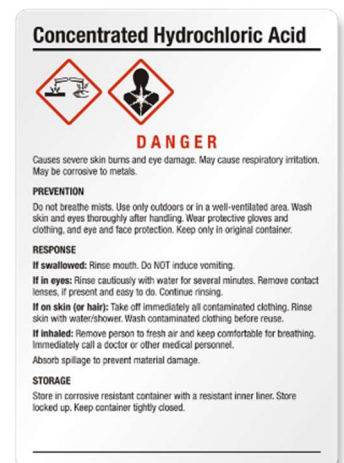 Concentrated Hydrochloric Acid
DANGER
Causes severe skin burns and eye damage. May cause respiratory irritation.
May be corrosive to metals.
PREVENTION
Do not breathe mists. Use only outdoors or in a well-ventilated area. Wash
skin and eyes thoroughly after handling. Wear protective gloves and
clothing, and eye and face protection. Keep only in original container.
RESPONSE
If swallowed: Rinse mouth. Do NOT induce vomiting.
If in eyes: Rinse cautiously with water for several minutes. Remove contact
lenses, if present and easy to do. Continue rinsing.
If on skin (or hair): Take off immediately all contaminated clothing. Rinse
skin with water/shower. Wash contaminated clothing before reuse.
If inhaled: Remove person to fresh air and keep comfortable for breathing.
Immediately call a doctor or other medical personnel.
Absorb spillage to prevent material damage.
STORAGE
Store in corrosive resistant container with a resistant inner liner. Store
locked up. Keep container tightly closed.